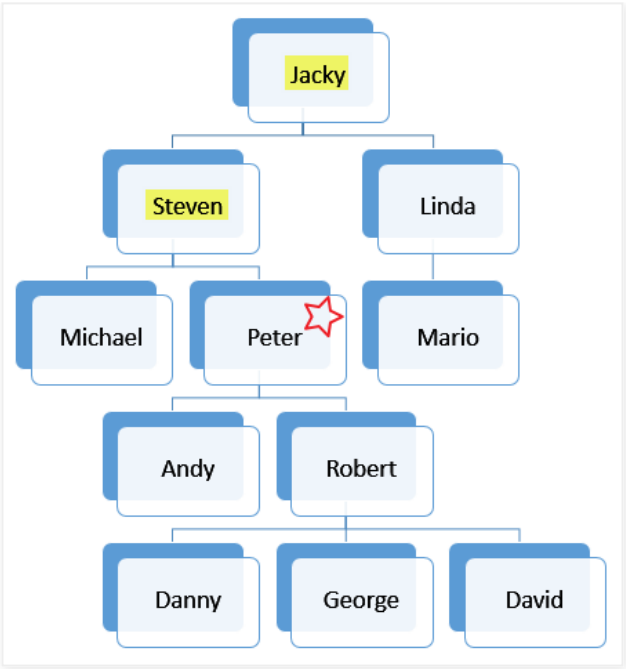 Jacky
Steven
Linda
Michael
Peter
Mario
Andy
Robert
Danny
George
David